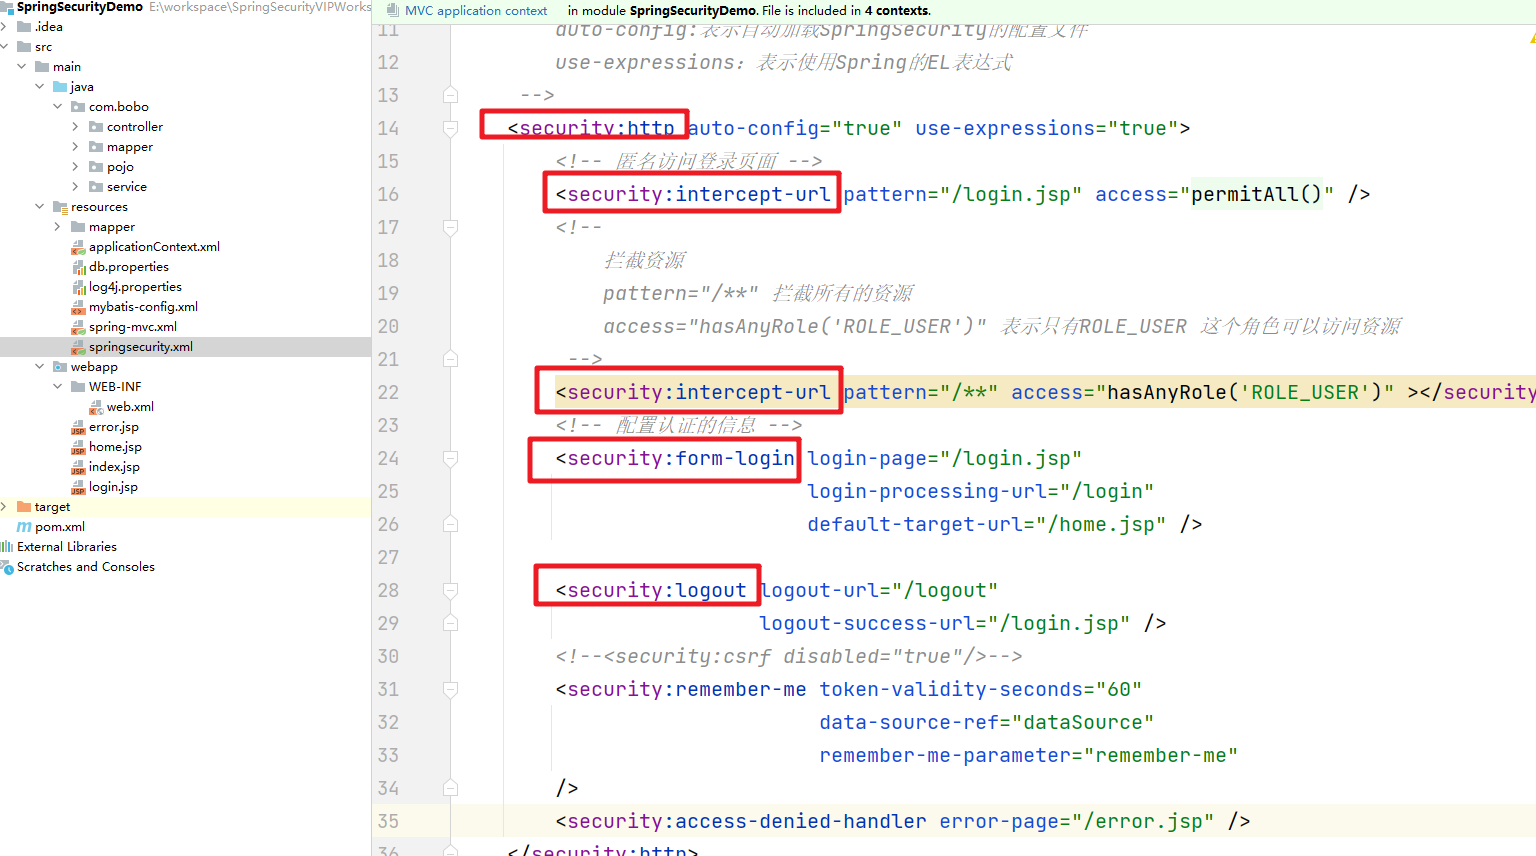 SpringSecurityDemo E:\workspace\SpringSecurityVIPWorks
.idea
src
main
java
com.bobo
controller
mapper
pojo
service
resources
mapper
applicationContext.xml
db.properties
log4j.properties
mybatis-config.xml
spring-mvc.xml
springsecurity.xml
webapp
WEB-INF
web.xml
error.jsp
home.jsp
index.jsp
login.jsp
target
pom.xml
External Libraries
Scratches and Consoles
MVC application context in module SpringSecurityDemo. File is included in 4 contexts.
11 auto-config:表示自动加载SpringSecurity的配置文件
12 use-expressions: 表示使用Spring的EL表达式
13 -->
14 <security:http auto-config="true" use-expressions="true">
15 <!-- 匿名访问登录页面 -->
16 <security:intercept-url pattern="/login.jsp" access="permitAll()" />
17 <!--
18 拦截资源
19 pattern="/**" 拦截所有的资源
20 access="hasAnyRole('ROLE_USER')" 表示只有ROLE_USER 这个角色可以访问资源
21 -->
22 <security:intercept-url pattern="/**" access="hasAnyRole('ROLE_USER')" ></security
23 <!-- 配置认证的信息 -->
24 <security:form-login login-page="/login.jsp"
25 login-processing-url="/login"
26 default-target-url="/home.jsp" />
27
28 <security:logout logout-url="/logout"
29 logout-success-url="/login.jsp" />
30 <!--<security:csrf disabled="true"/>-->
31 <security:remember-me token-validity-seconds="60"
32 data-source-ref="dataSource"
33 remember-me-parameter="remember-me"
34 />
35 <security:access-denied-handler error-page="/error.jsp" />
36 </security:http>